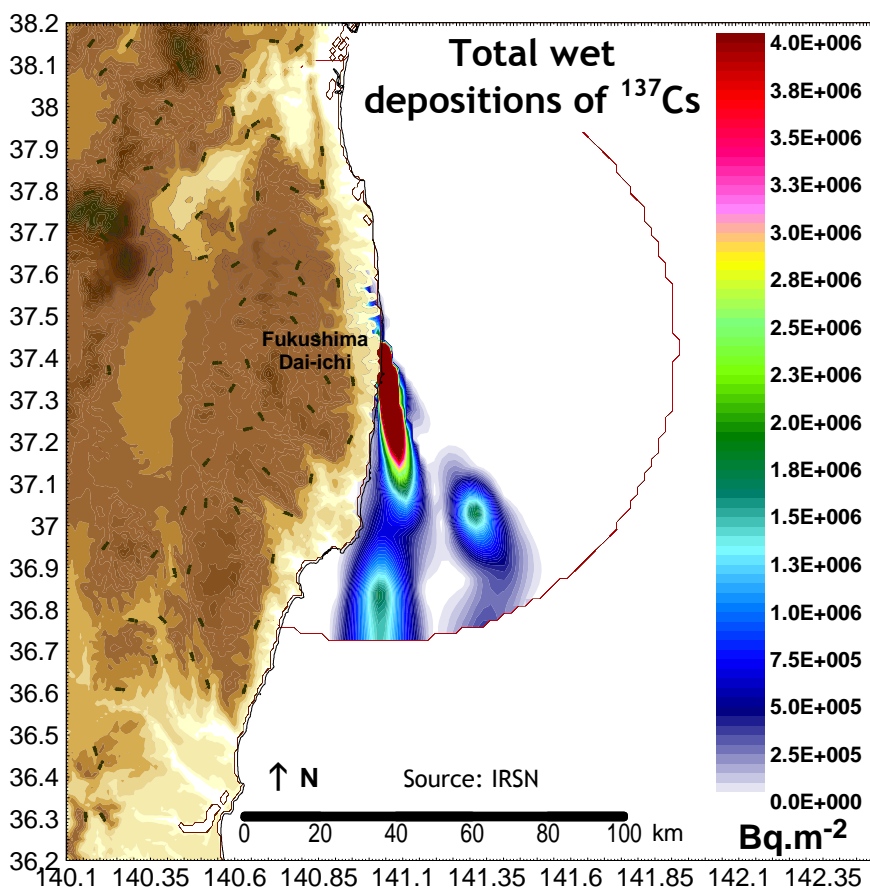 Total wet
depositions of ¹³⁷Cs
38.2
38.1
38
37.9
37.8
37.7
37.6
37.5
37.4
37.3
37.2
37.1
37
36.9
36.8
36.7
36.6
36.5
36.4
36.3
36.2
Fukushima
Dai-ichi
4.0E+006
3.8E+006
3.5E+006
3.3E+006
3.0E+006
2.8E+006
2.5E+006
2.3E+006
2.0E+006
1.8E+006
1.5E+006
1.3E+006
1.0E+006
7.5E+005
5.0E+005
2.5E+005
0.0E+000
Bq.m⁻²
↑ N
Source: IRSN
0 20 40 60 80 100 km
140.1 140.35 140.6 140.85 141.1 141.35 141.6 141.85 142.1 142.35